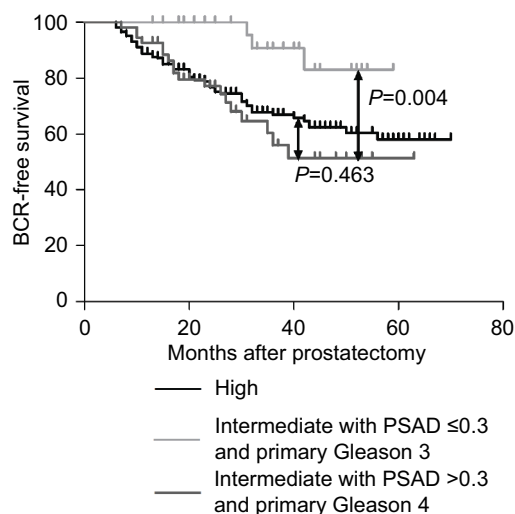 BCR-free survival
100
80
60
40
20
0
P=0.004
P=0.463
0
20
40
60
80
Months after prostatectomy
High
Intermediate with PSAD ≤0.3
and primary Gleason 3
Intermediate with PSAD >0.3
and primary Gleason 4